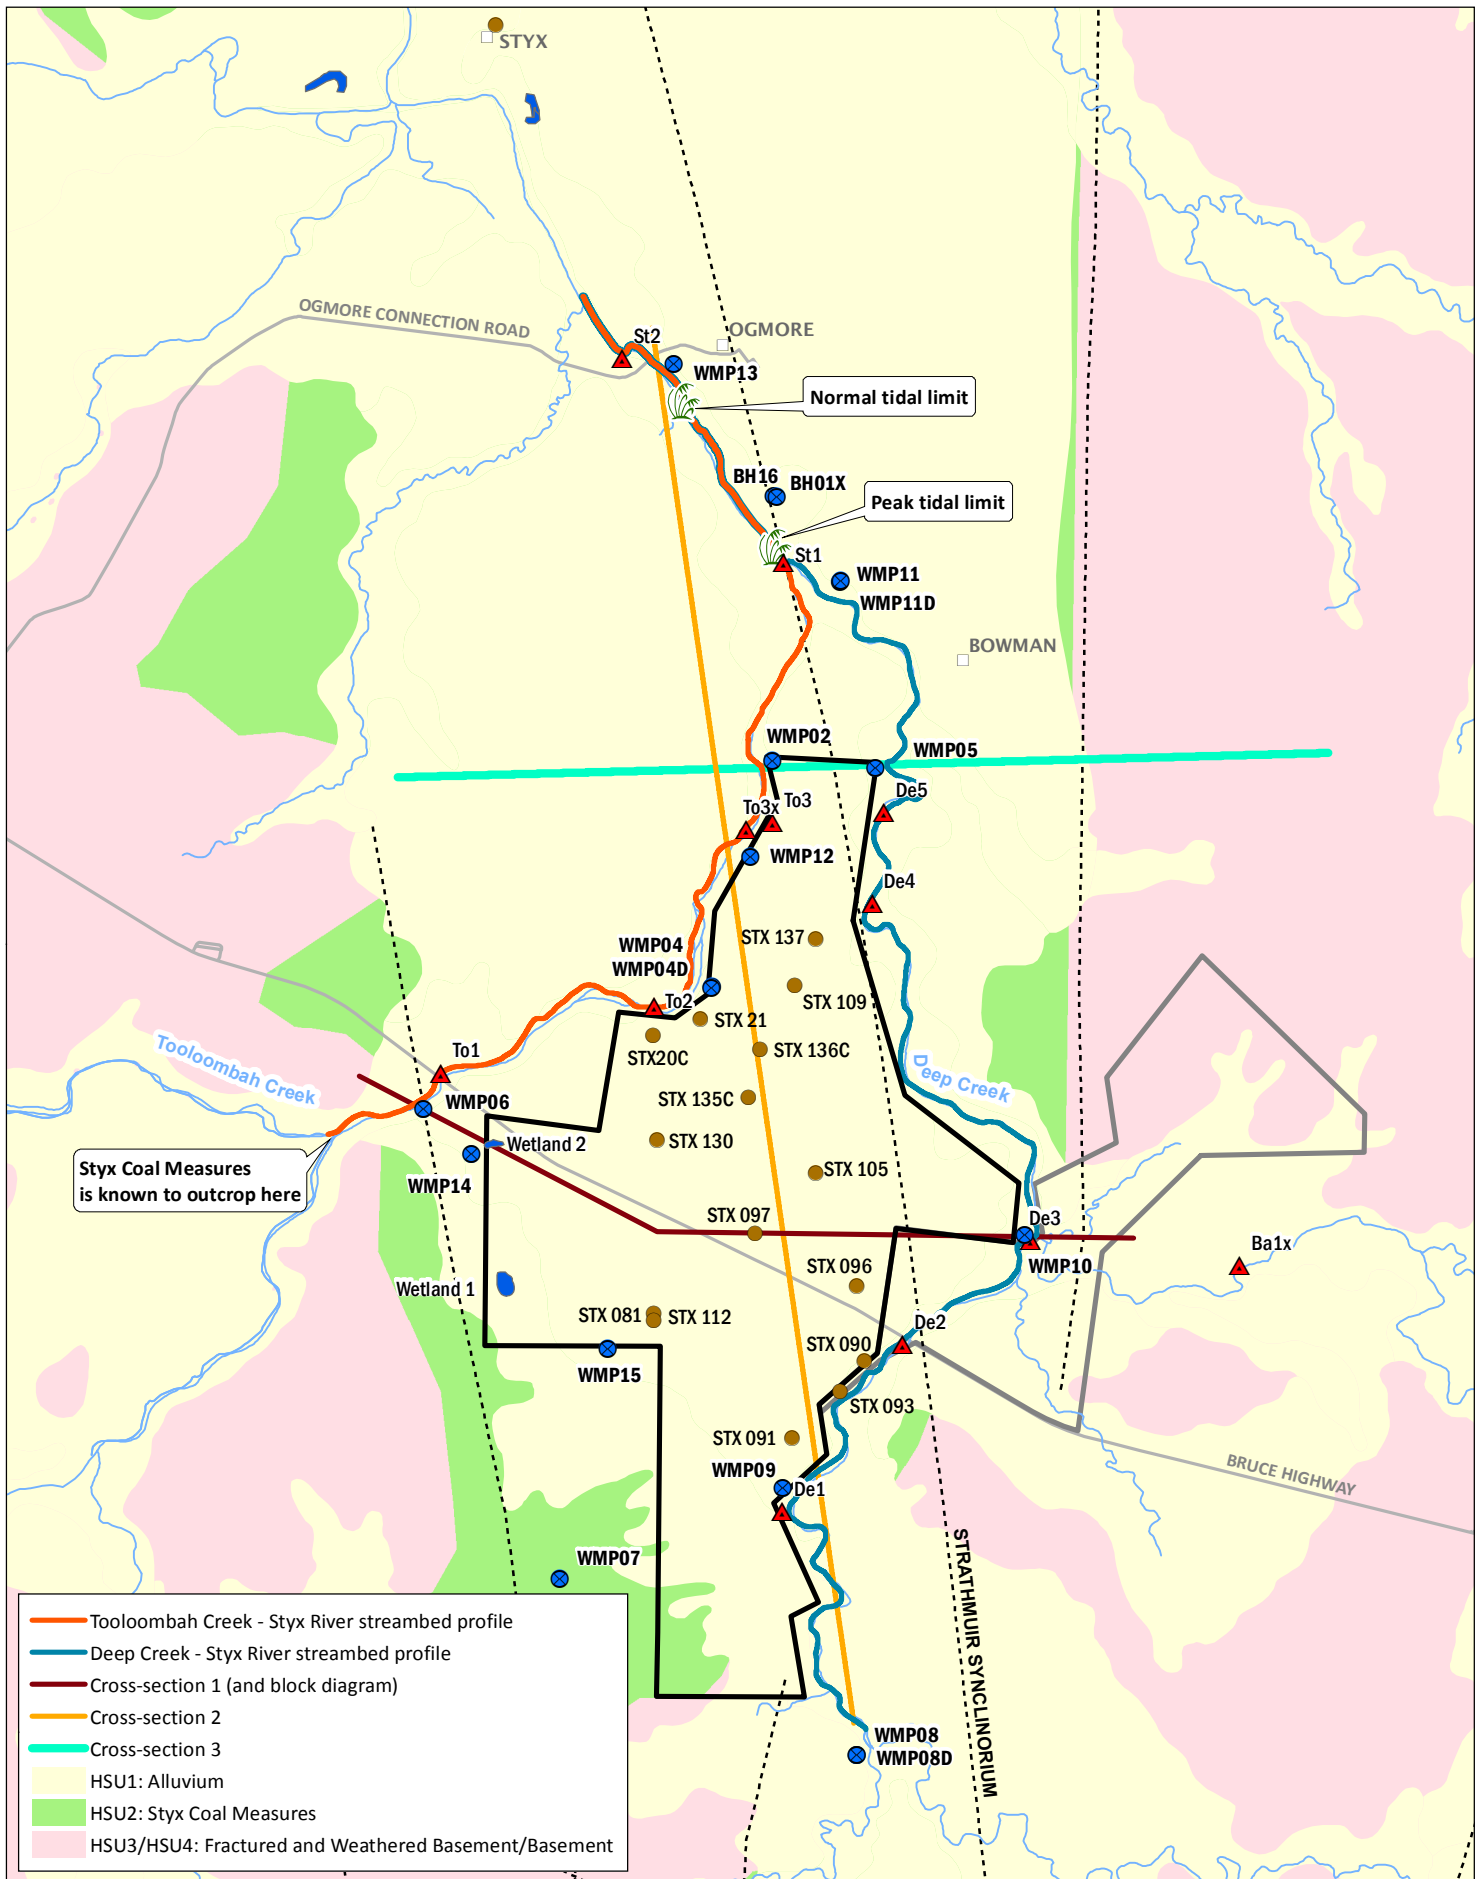 STYX
OGMORE CONNECTION ROAD
St2
OGMORE
WMP13
Normal tidal limit
BH16
BH01X
Peak tidal limit
St1
WMP11
WMP11D
BOWMAN
WMP02
WMP05
De5
To3x
To3
WMP12
De4
STX 137
WMP04
WMP04D
STX 109
To2
STX 21
STX20C
STX 136C
Tooloombah Creek
To1
Deep Creek
STX 135C
WMP06
STX 130
Wetland 2
Styx Coal Measures
is known to outcrop here
WMP14
STX 105
STX 097
De3
WMP10
Ba1x
STX 096
Wetland 1
STX 081
STX 112
De2
STX 090
WMP15
STX 093
STX 091
BRUCE HIGHWAY
WMP09
De1
STRATHMUIR SYNCLINORIUM
WMP07
WMP08
WMP08D
Tooloombah Creek - Styx River streambed profile
Deep Creek - Styx River streambed profile
Cross-section 1 (and block diagram)
Cross-section 2
Cross-section 3
HSU1: Alluvium
HSU2: Styx Coal Measures
HSU3/HSU4: Fractured and Weathered Basement/Basement